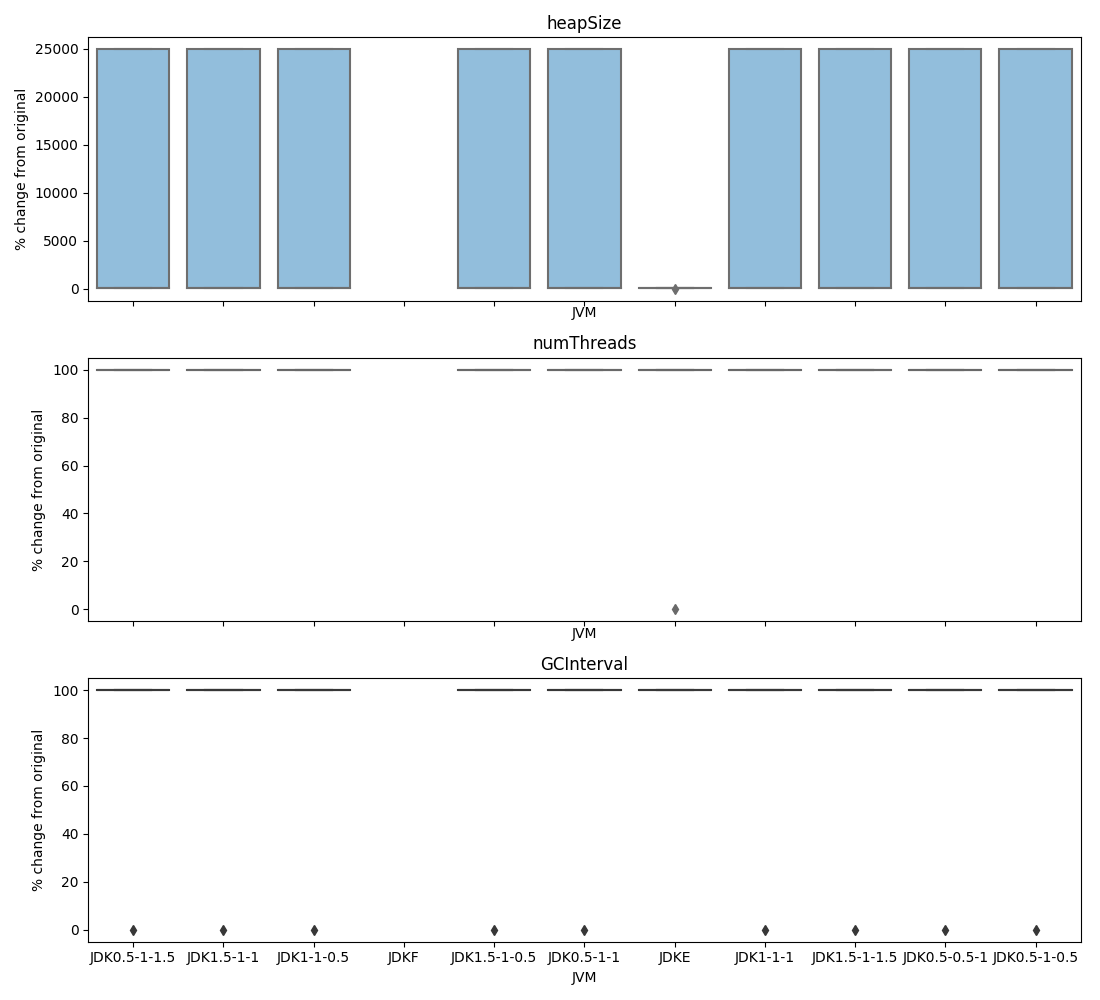 heapSize
% change from original
25000
20000
15000
10000
5000
0
JVM
numThreads
% change from original
100
80
60
40
20
0
JVM
GCInterval
% change from original
100
80
60
40
20
0
JDK0.5-1-1.5 JDK1.5-1-1 JDK1-1-0.5 JDKF JDK1.5-1-0.5 JDK0.5-1-1 JDKE JDK1-1-1 JDK1.5-1-1.5 JDK0.5-0.5-1 JDK0.5-1-0.5
JVM